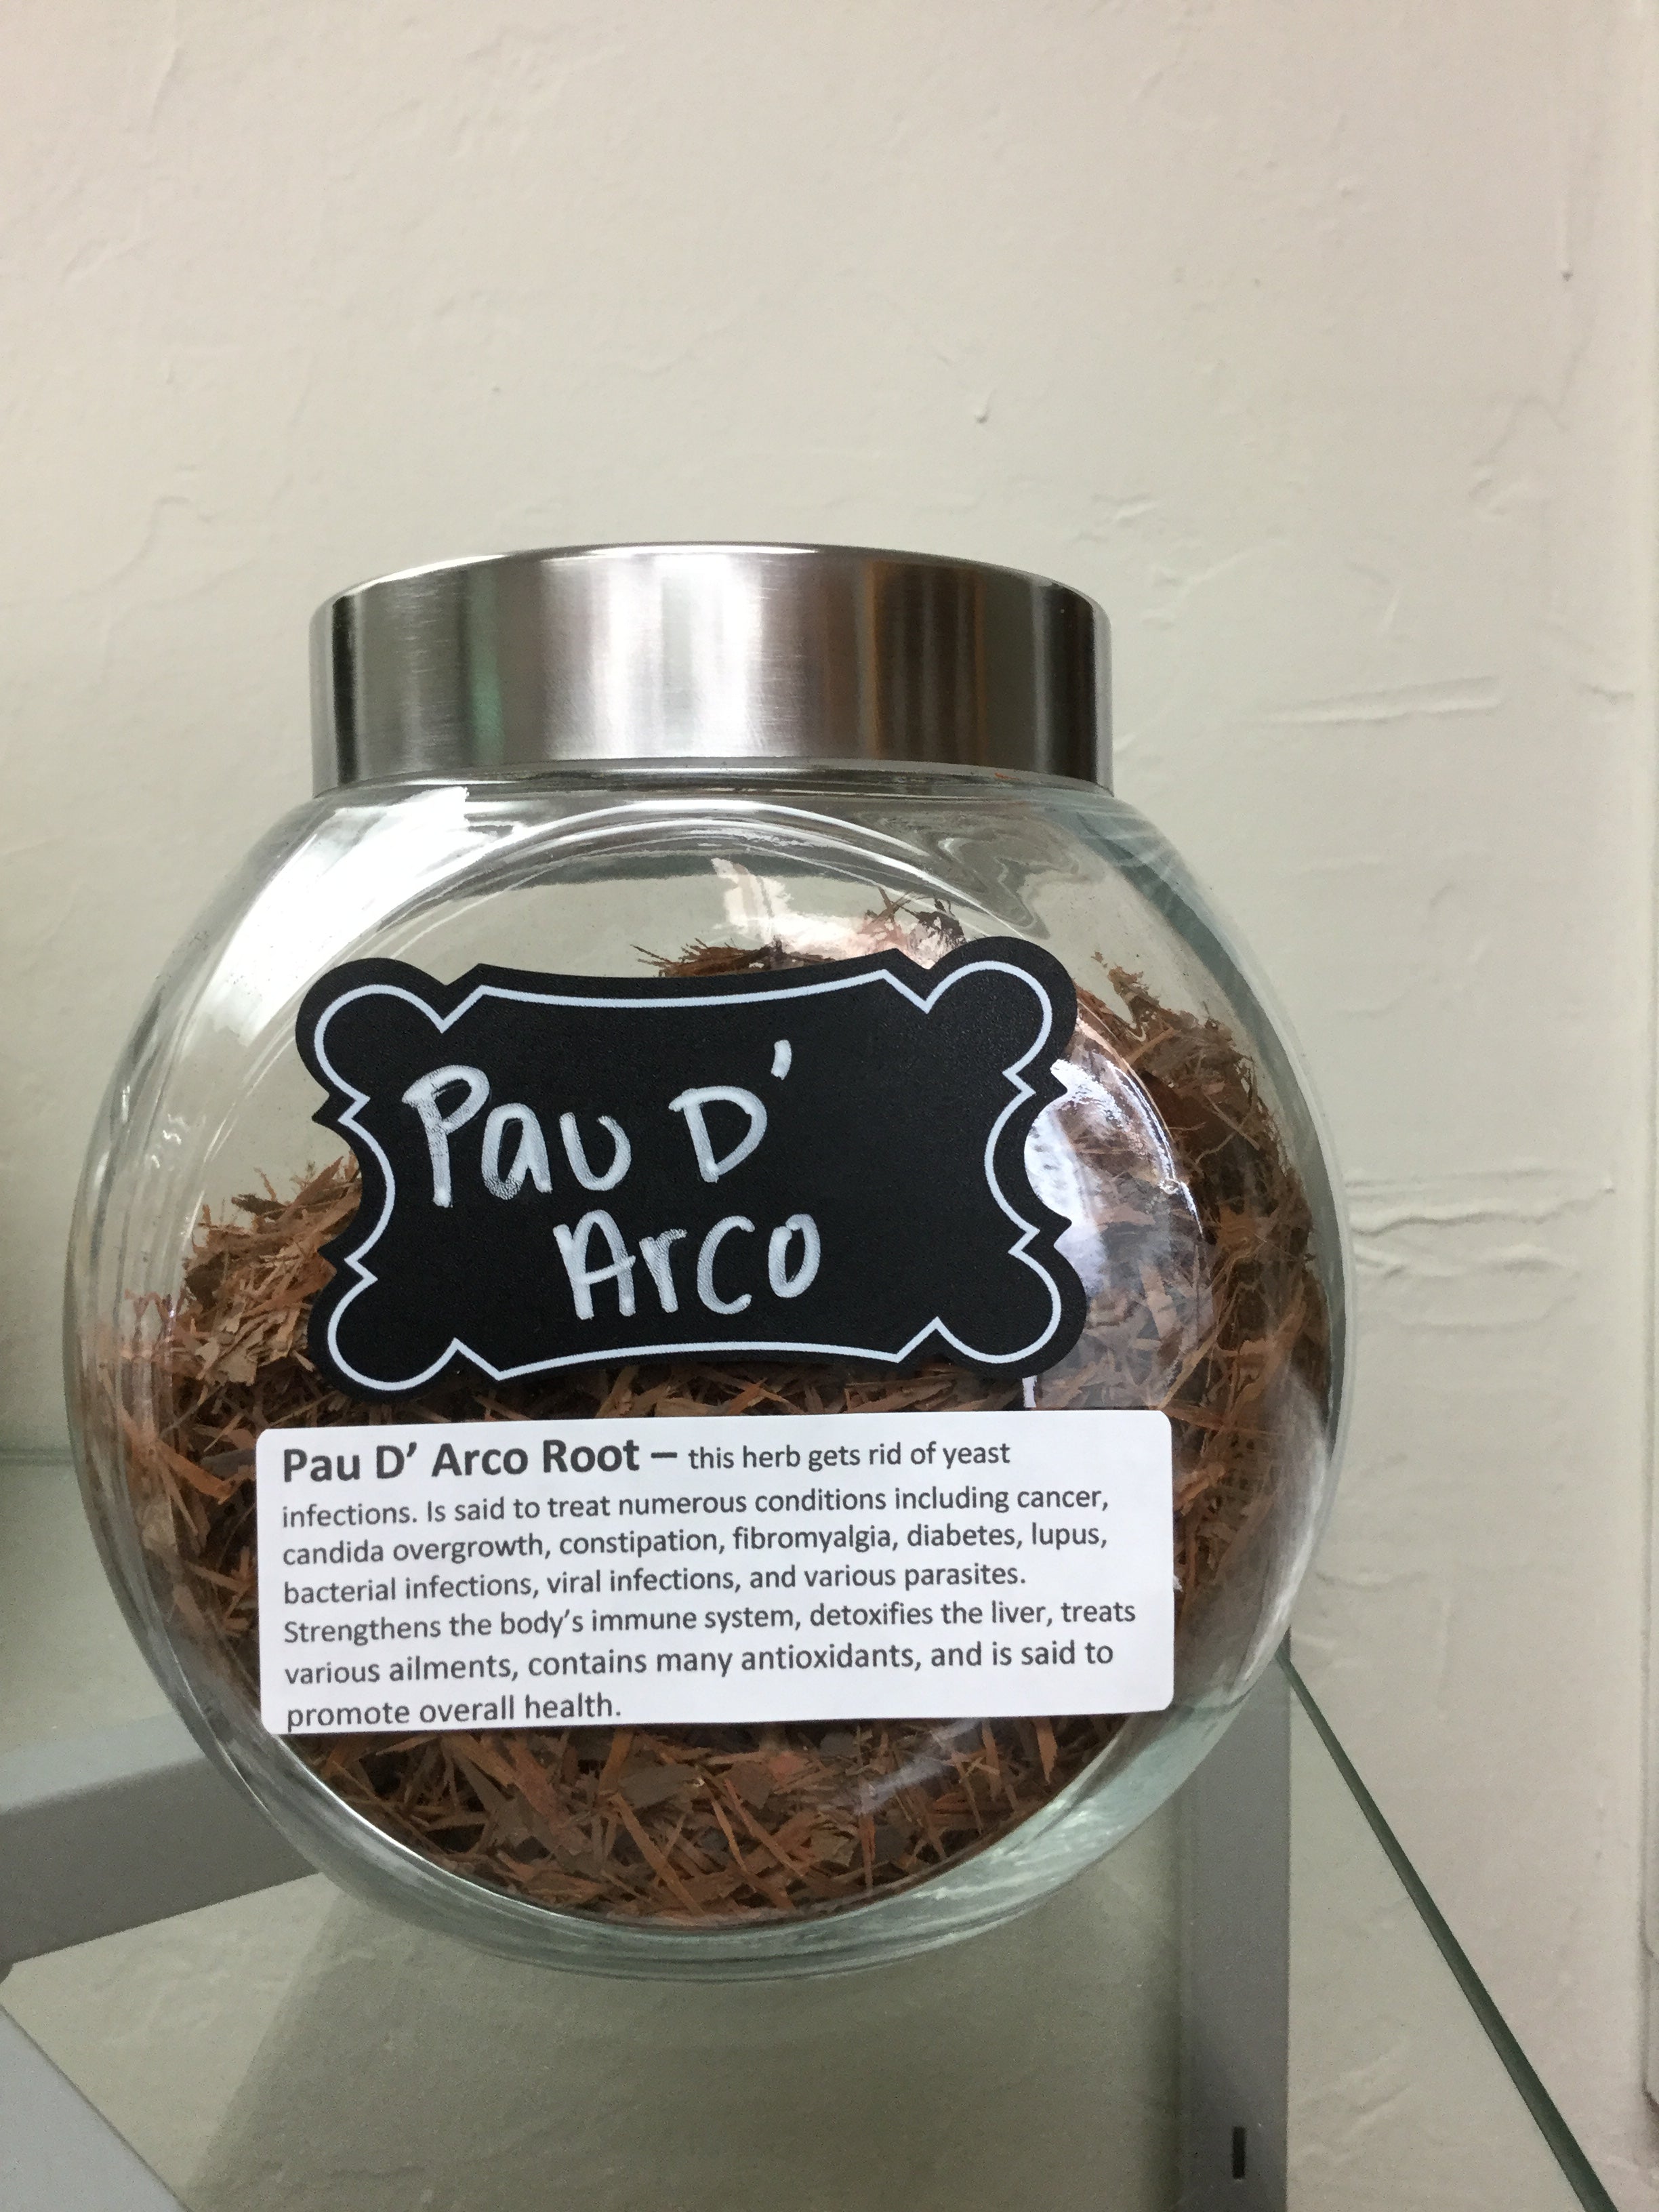 Pau D'
Arco
Pau D' Arco Root – this herb gets rid of yeast
infections. Is said to treat numerous conditions including cancer,
candida overgrowth, constipation, fibromyalgia, diabetes, lupus,
bacterial infections, viral infections, and various parasites.
Strengthens the body's immune system, detoxifies the liver, treats
various ailments, contains many antioxidants, and is said to
promote overall health.